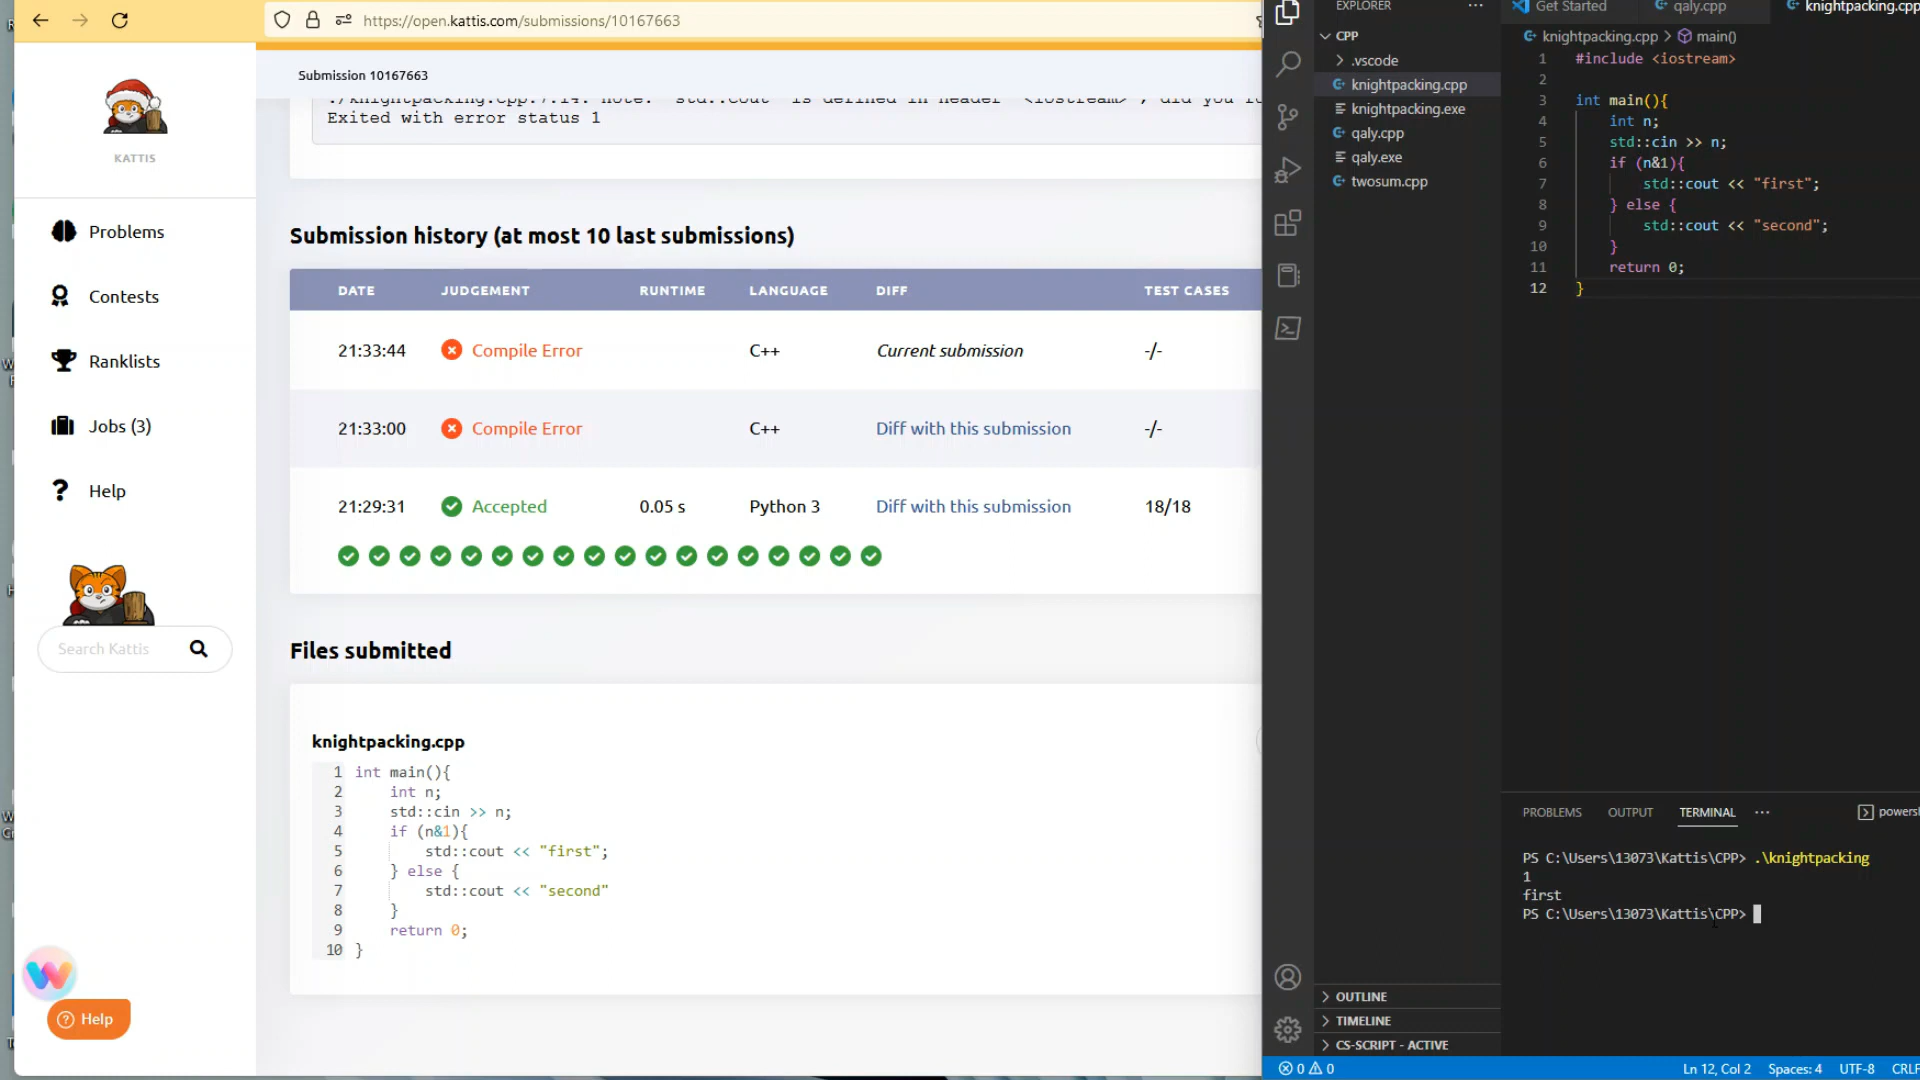 https://open.kattis.com/submissions/10167663
Submission 10167663
Exited with error status 1
KATTIS
Problems
Contests
Ranklists
Jobs (3)
Help
Search Kattis
Help
Submission history (at most 10 last submissions)
DATE JUDGEMENT RUNTIME LANGUAGE DIFF TEST CASES
21:33:44 Compile Error C++ Current submission -/-
21:33:00 Compile Error C++ Diff with this submission -/-
21:29:31 Accepted 0.05 s Python 3 Diff with this submission 18/18
Files submitted
knightpacking.cpp
1 int main(){
2 int n;
3 std::cin >> n;
4 if (n&1){
5 std::cout << "first";
6 } else {
7 std::cout << "second"
8 }
9 return 0;
10 }
EXPLORER
CPP
.vscode
knightpacking.cpp
knightpacking.exe
qaly.cpp
qaly.exe
twosum.cpp
OUTLINE
TIMELINE
CS-SCRIPT - ACTIVE
Get Started qaly.cpp knightpacking.cpp
knightpacking.cpp > main()
1 #include <iostream>
2
3 int main(){
4 int n;
5 std::cin >> n;
6 if (n&1){
7 std::cout << "first";
8 } else {
9 std::cout << "second";
10 }
11 return 0;
12 }
PROBLEMS OUTPUT TERMINAL ··· powers
PS C:\Users\13073\Kattis\CPP> .\knightpacking
1
first
PS C:\Users\13073\Kattis\CPP>
0 0 Ln 12, Col 2 Spaces: 4 UTF-8 CRLF